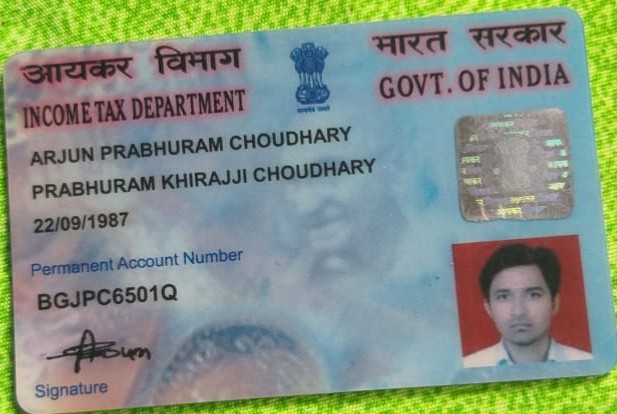 आयकर विभाग
INCOME TAX DEPARTMENT
भारत सरकार
GOVT. OF INDIA
ARJUN PRABHURAM CHOUDHARY
PRABHURAM KHIRAJJI CHOUDHARY
22/09/1987
Permanent Account Number
BGJPC6501Q
Signature